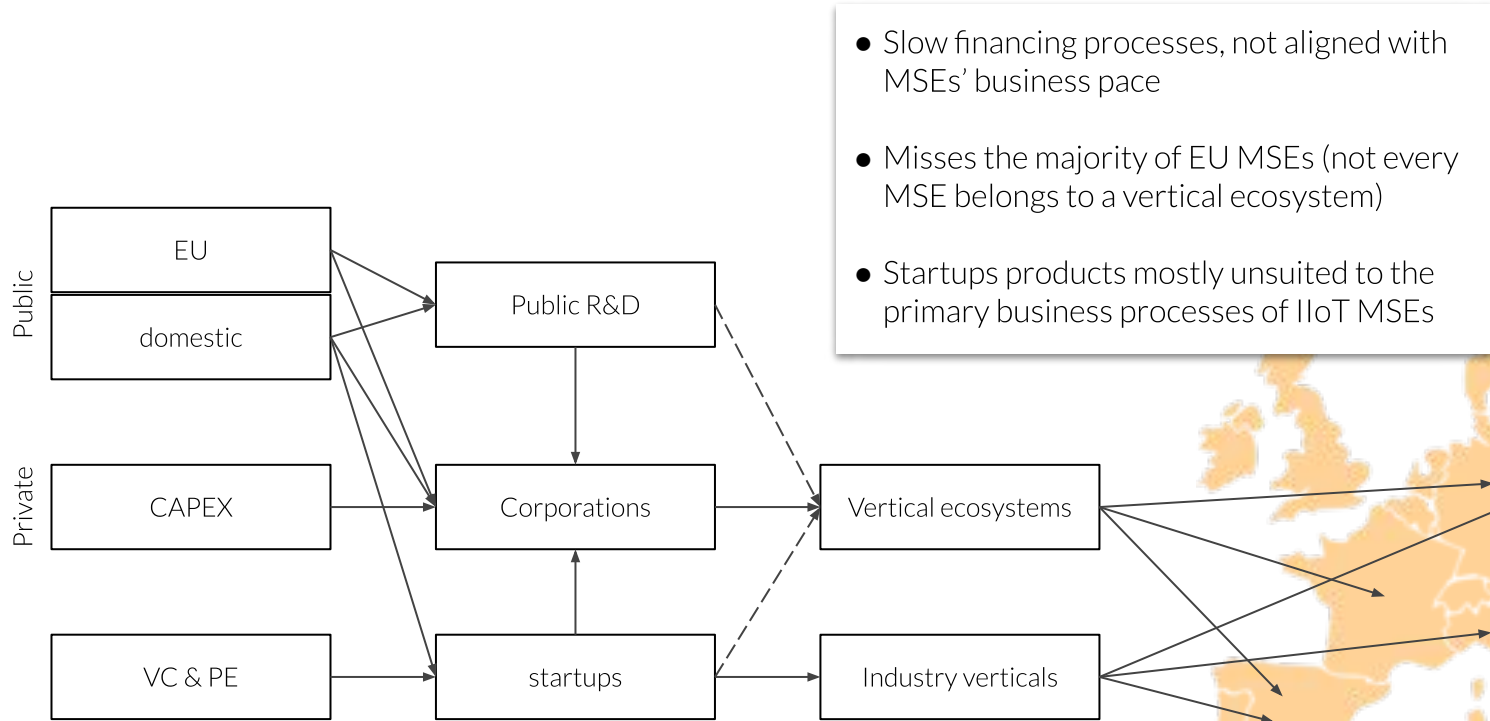 ● Slow financing processes, not aligned with
MSEs’ business pace
● Misses the majority of EU MSEs (not every
MSE belongs to a vertical ecosystem)
● Startups products mostly unsuited to the
primary business processes of IIoT MSEs
Public
EU
domestic
Public R&D
Private
CAPEX
Corporations
Vertical ecosystems
VC & PE
startups
Industry verticals